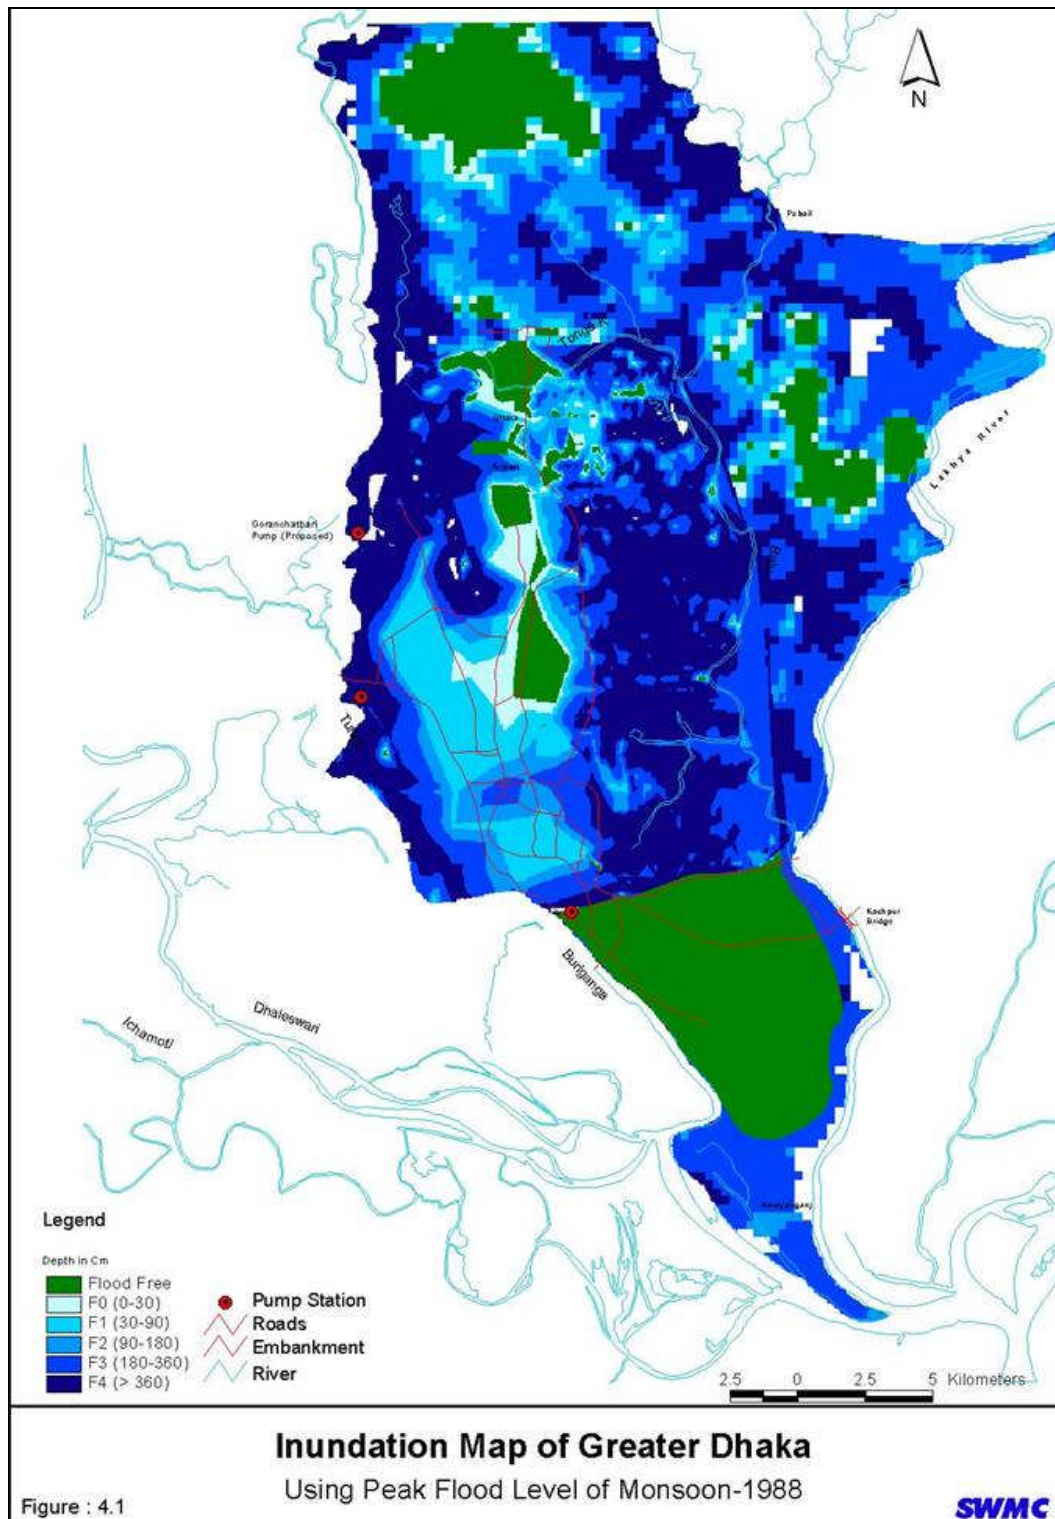 N
Pubail
Tongi K
Lakhya River
Goranchatbari
Pump (Proposed)
Kachpur
Bridge
Buriganga
Dhaleswari
Ichamoti
Narayanganj
Legend
Depth in Cm
Flood Free
F0 (0-30)
F1 (30-90)
F2 (90-180)
F3 (180-360)
F4 (> 360)
Pump Station
Roads
Embankment
River
2.5 0 2.5 5 Kilometers
Inundation Map of Greater Dhaka
Using Peak Flood Level of Monsoon-1988
Figure : 4.1
SWMC